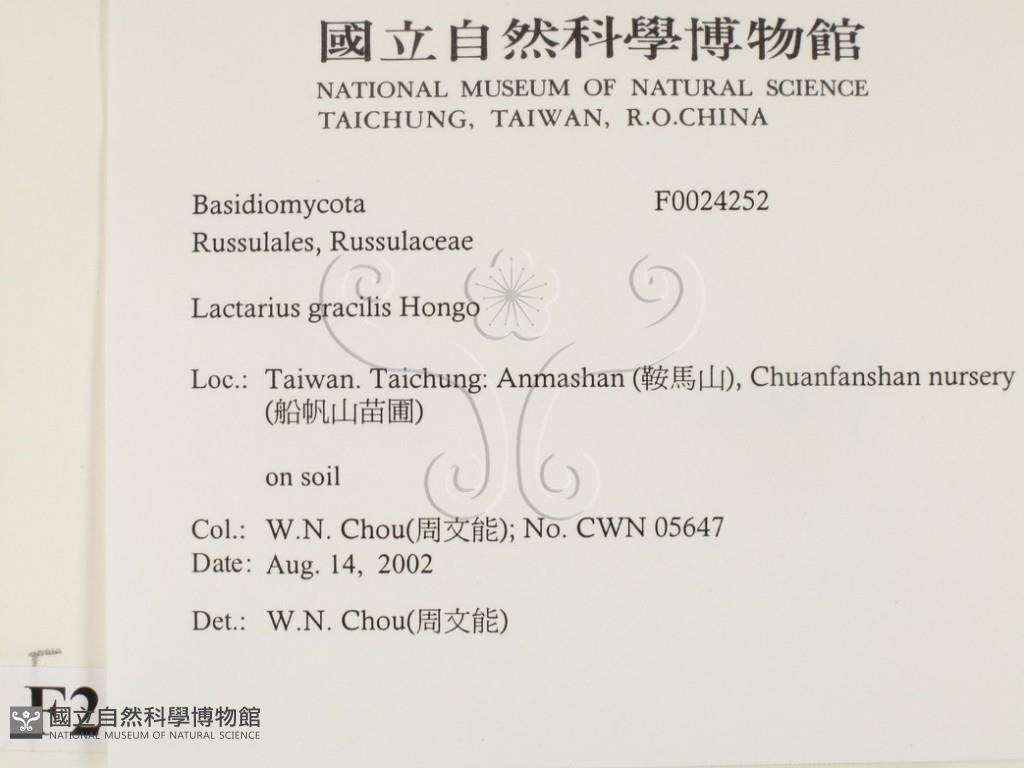 國立自然科學博物館
NATIONAL MUSEUM OF NATURAL SCIENCE
TAICHUNG, TAIWAN, R.O.CHINA
Basidiomycota F0024252
Russulales, Russulaceae
Lactarius gracilis Hongo
Loc.: Taiwan. Taichung: Anmashan (鞍馬山), Chuanfanshan nursery
(船帆山苗圃)
on soil
Col.: W.N. Chou(周文能); No. CWN 05647
Date: Aug. 14, 2002
Det.: W.N. Chou(周文能)
F2
國立自然科學博物館
NATIONAL MUSEUM OF NATURAL SCIENCE